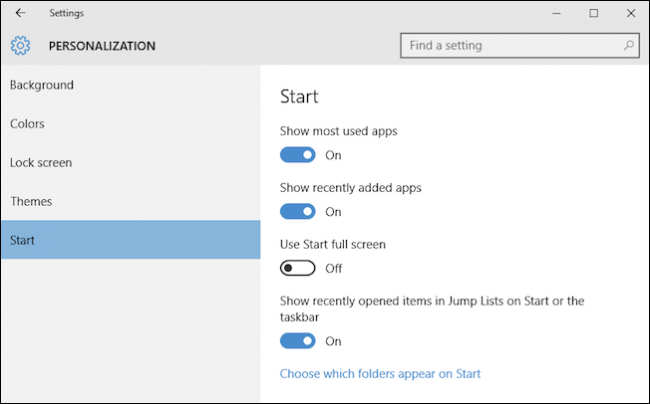 Settings
PERSONALIZATION
Find a setting
Background
Colors
Lock screen
Themes
Start
Start
Show most used apps
On
Show recently added apps
On
Use Start full screen
Off
Show recently opened items in Jump Lists on Start or the
taskbar
On
Choose which folders appear on Start